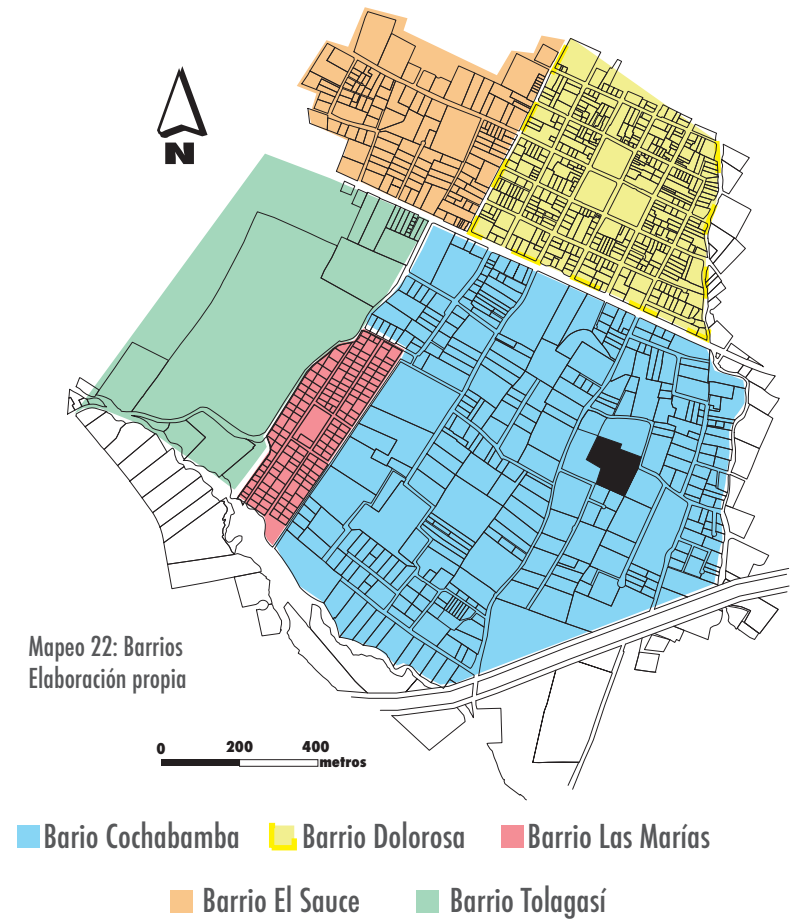 N
Mapeo 22: Barrios
Elaboración propia
0 200 400
metros
Bario Cochabamba Barrio Dolorosa Barrio Las Marías
Barrio El Sauce Barrio Tolagasí